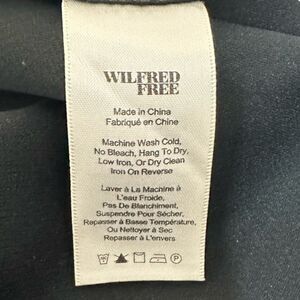 WILFRED
FREE
Made in China
Fabriqué en Chine
Machine Wash Cold,
No Bleach, Hang To Dry,
Low Iron, Or Dry Clean
Iron On Reverse
Laver à La Machine à
L'eau Froide,
Pas De Blanchiment,
Suspendre Pour Sécher,
Repasser à Basse Température,
Ou Nettoyer à Sec
Repasser à L'envers
P